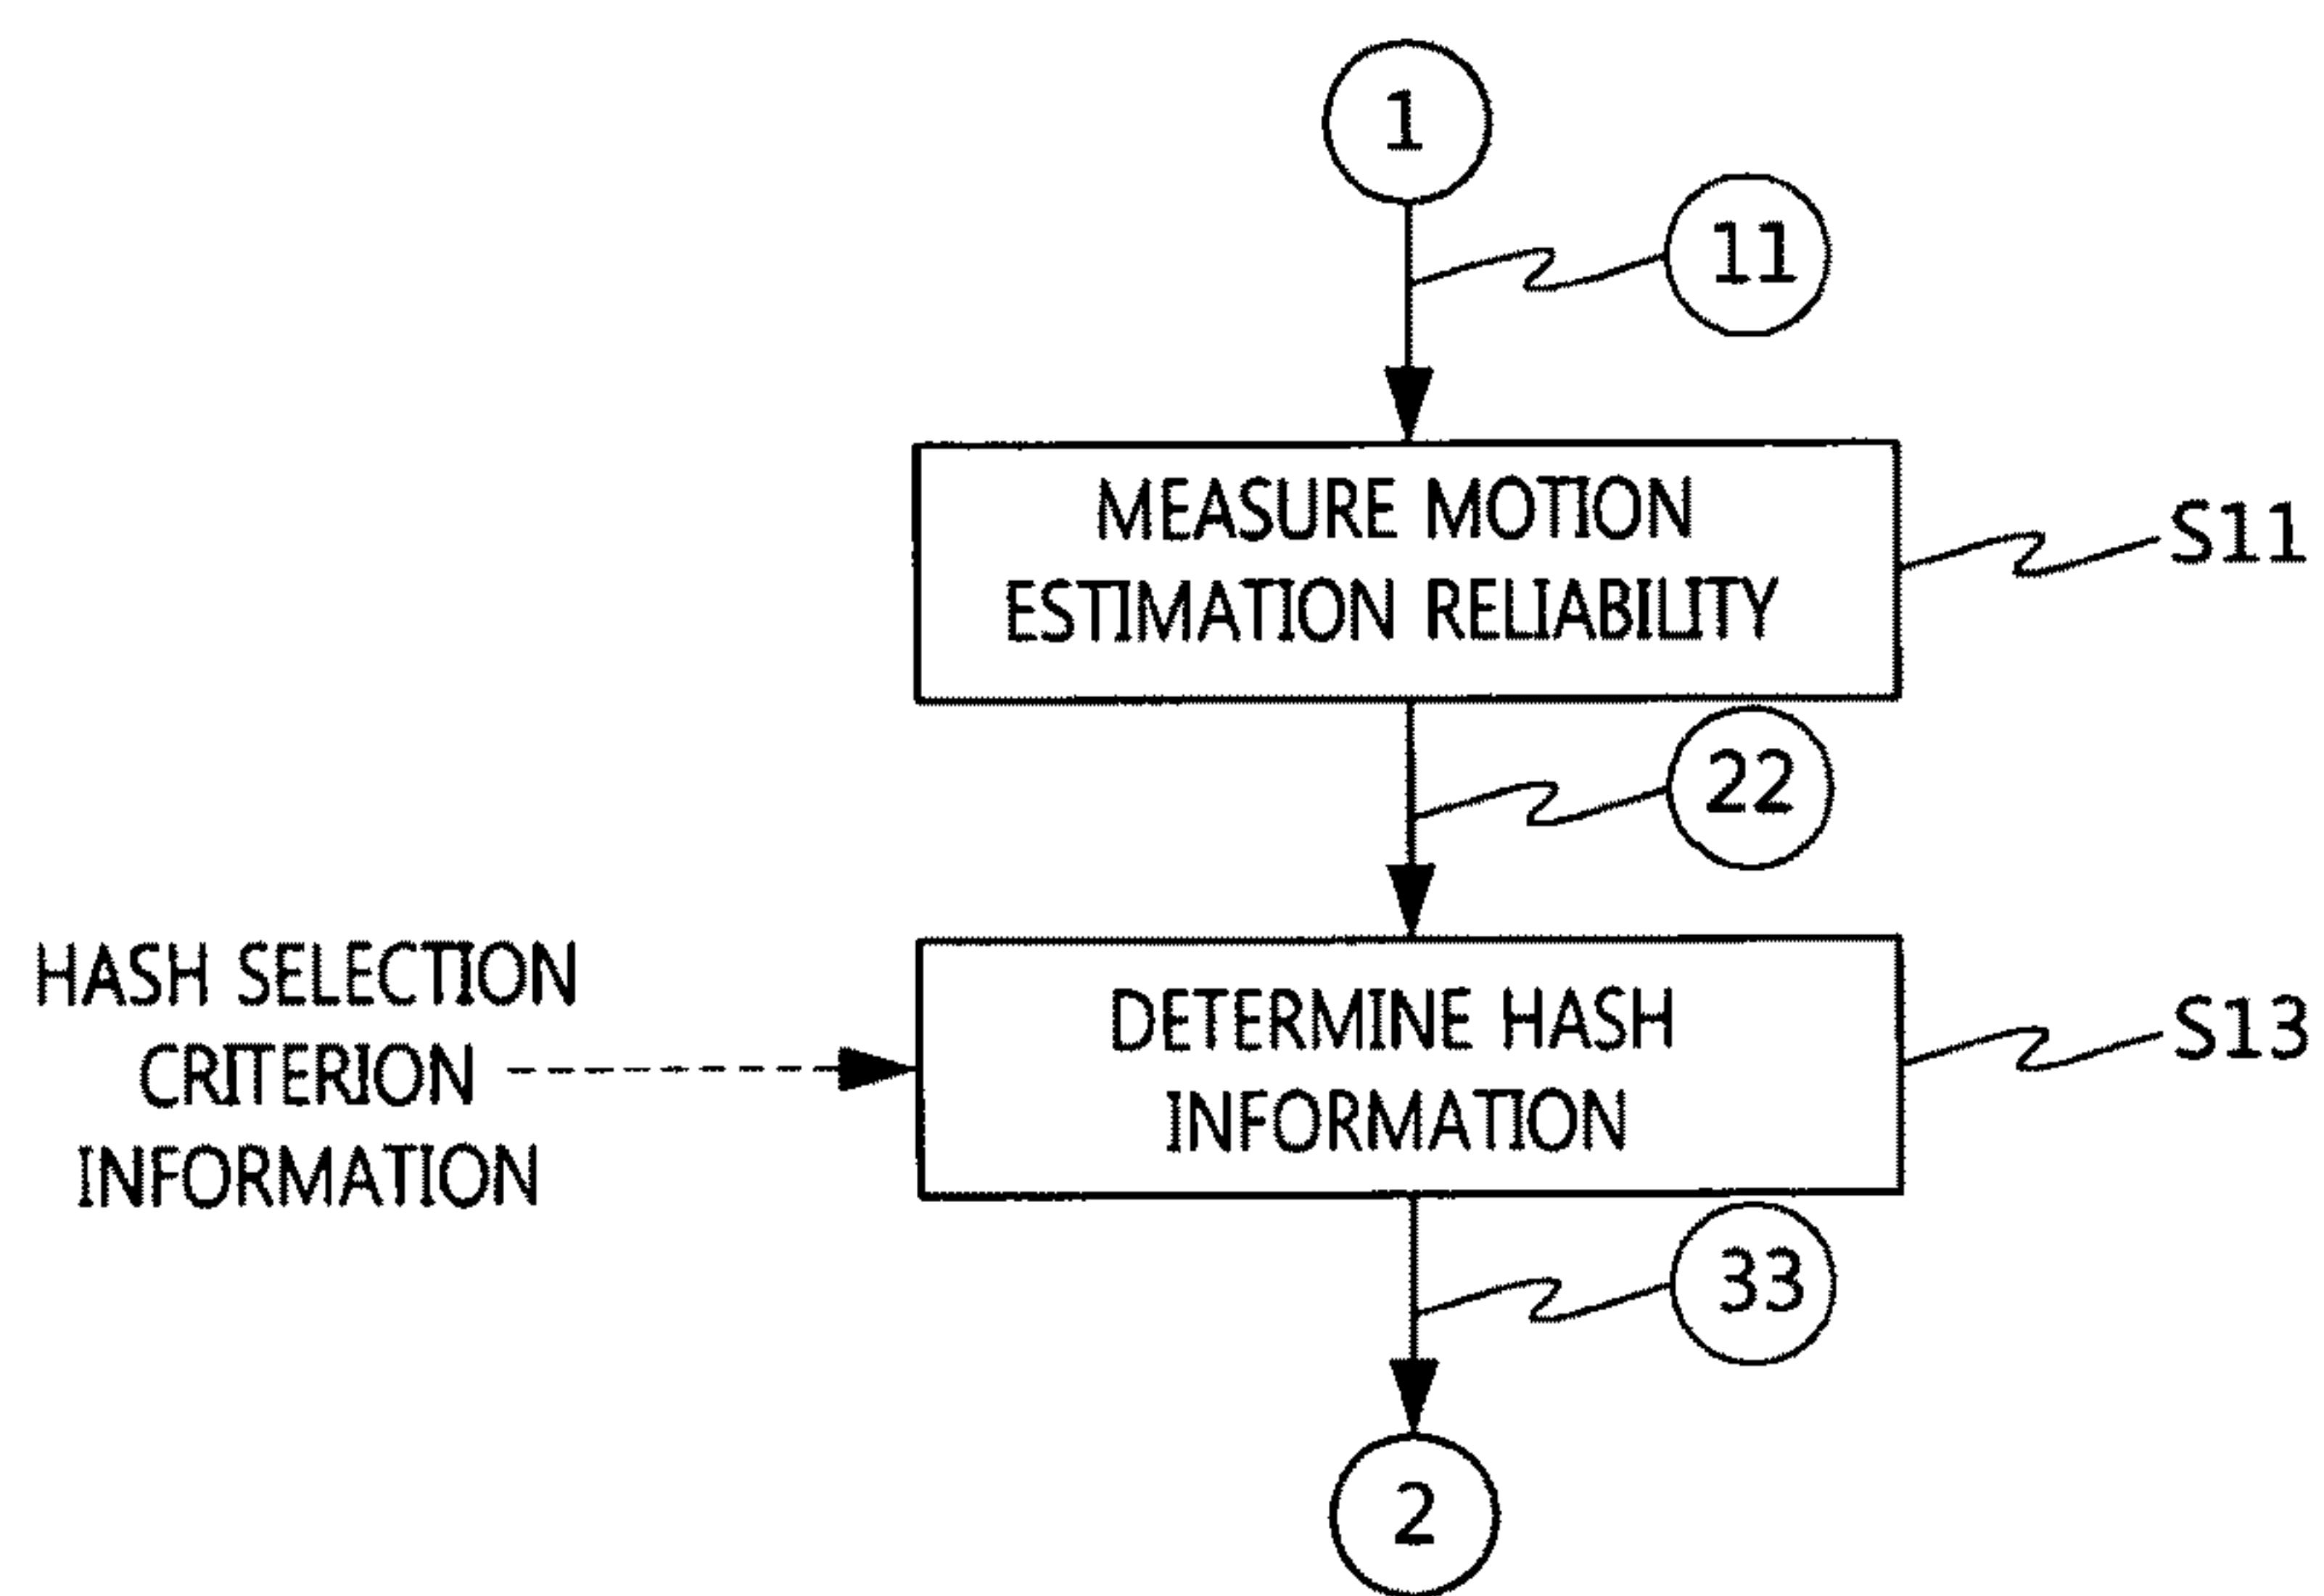 1
11
MEASURE MOTION
ESTIMATION RELIABILITY
S11
22
HASH SELECTION
CRITERION
INFORMATION
DETERMINE HASH
INFORMATION
S13
33
2